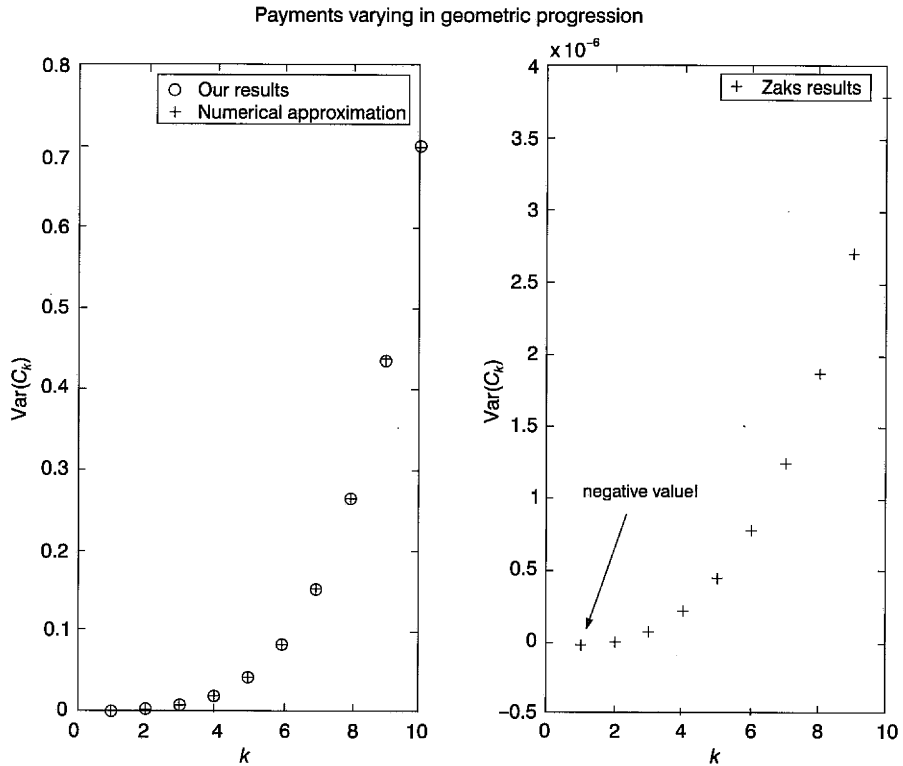 Payments varying in geometric progression
Our results
Numerical approximation
0.8
0.7
0.6
0.5
0.4
0.3
0.2
0.1
0
Var(Ck)
0 2 4 6 8 10
k
x 10⁻⁶
Zaks results
4
3.5
3
2.5
2
1.5
1
0.5
0
−0.5
Var(Ck)
negative value!
0 2 4 6 8 10
k